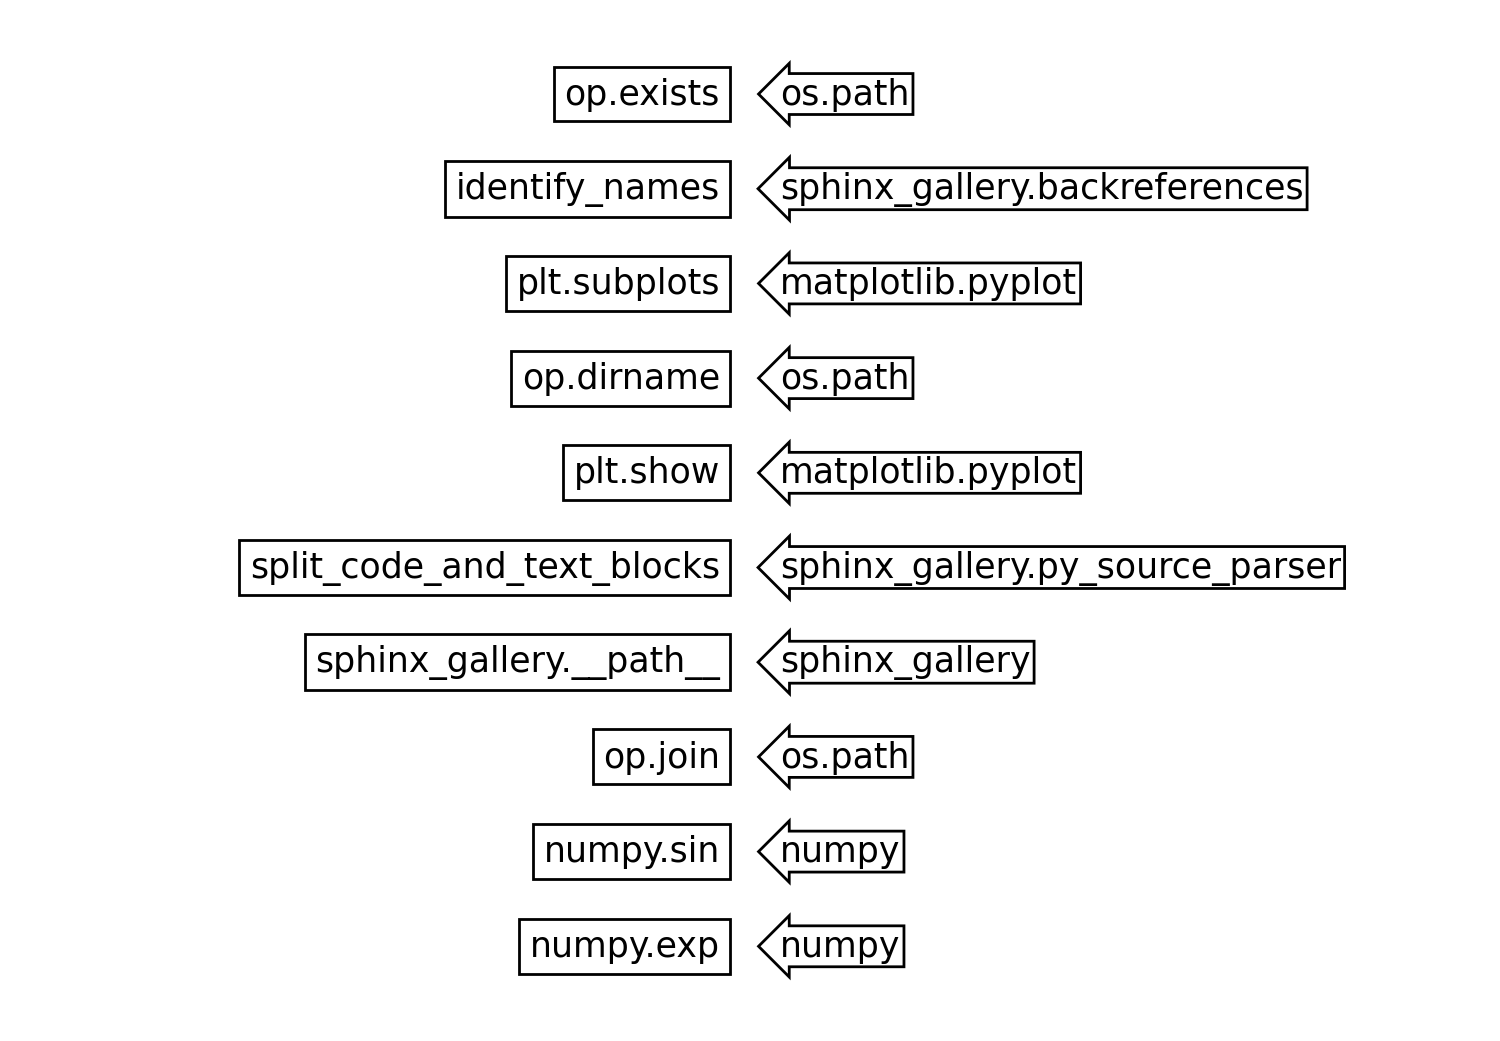 op.exists os.path
identify_names sphinx_gallery.backreferences
plt.subplots matplotlib.pyplot
op.dirname os.path
plt.show matplotlib.pyplot
split_code_and_text_blocks sphinx_gallery.py_source_parser
sphinx_gallery.__path__ sphinx_gallery
op.join os.path
numpy.sin numpy
numpy.exp numpy